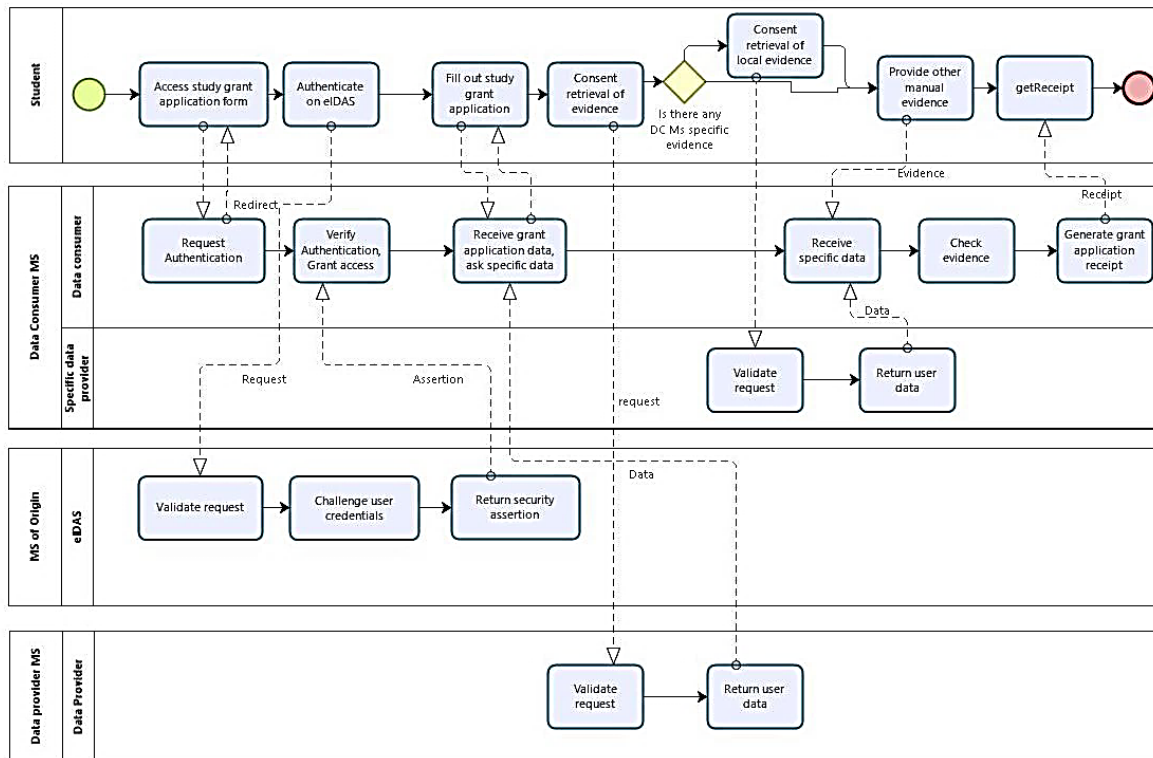 Student
Access study grant
application form
Authenticate
on eIDAS
Fill out study
grant
application
Consent
retrieval of
evidence
Is there any
DC Ms specific
evidence
Consent
retrieval of
local evidence
Provide other
manual
evidence
getReceipt
Evidence
Redirect
Receipt
Data Consumer MS
Data consumer
Request
Authentication
Verify
Authentication,
Grant access
Receive grant
application data,
ask specific data
Receive
specific data
Check
evidence
Generate grant
application
receipt
Data
Specific data
provider
Request
Assertion
request
Validate
request
Return user
data
MS of Origin
eIDAS
Validate request
Challenge user
credentials
Return security
assertion
Data
Data provider MS
Data Provider
Validate
request
Return user
data